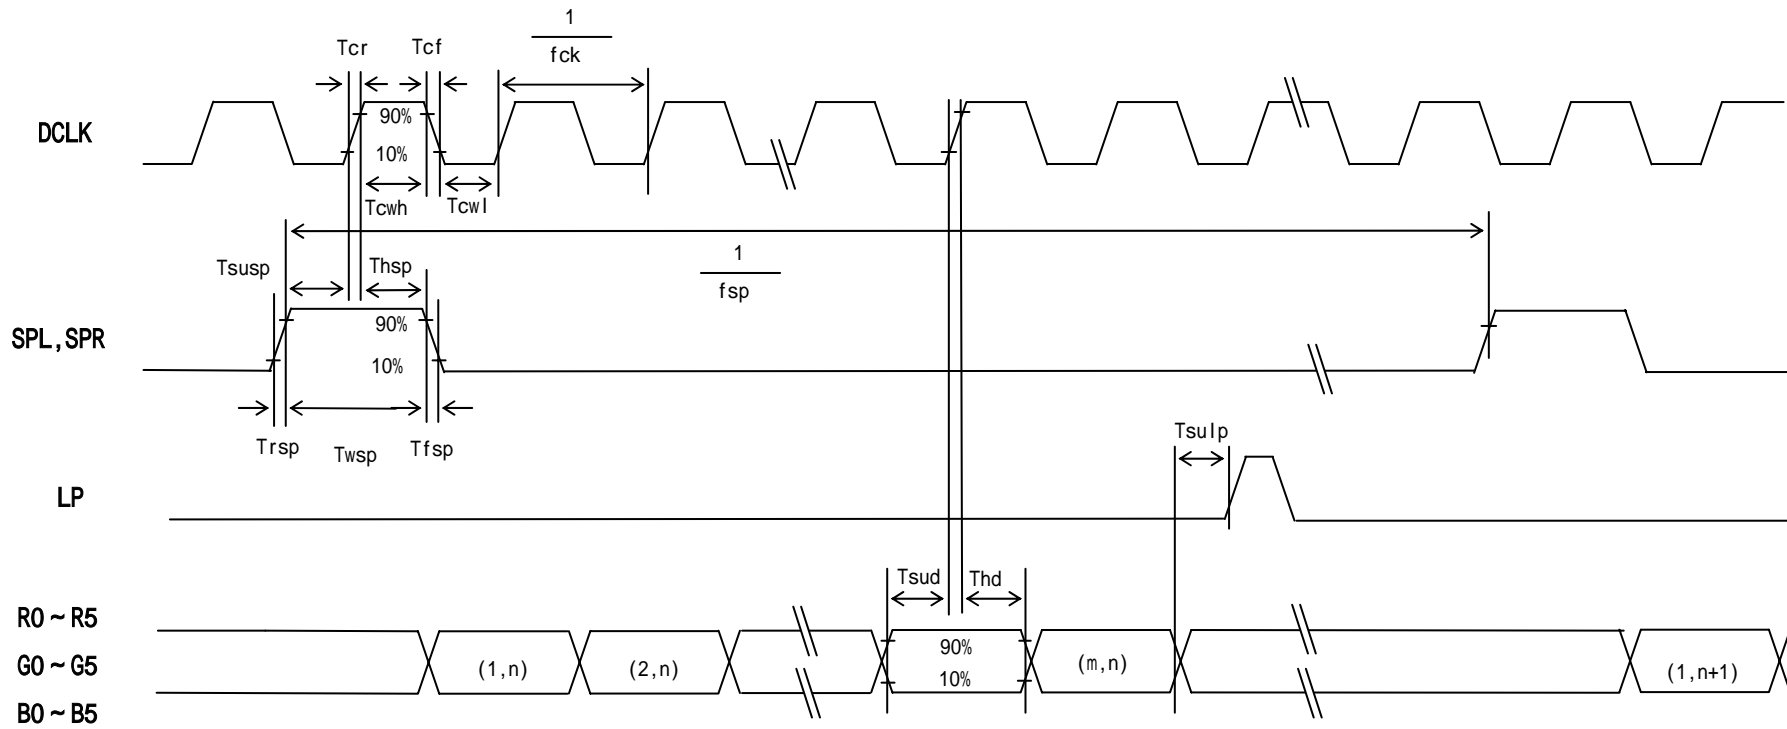 1
fck
Tcr
Tcf
DCLK
90%
10%
Tcwh
Tcwl
1
fsp
Tsusp
Thsp
SPL,SPR
90%
10%
Trsp
Twsp
Tfsp
Tsulp
LP
Tsud
Thd
R0~R5
G0~G5
B0~B5
(1,n)
(2,n)
90%
10%
(m,n)
(1,n+1)